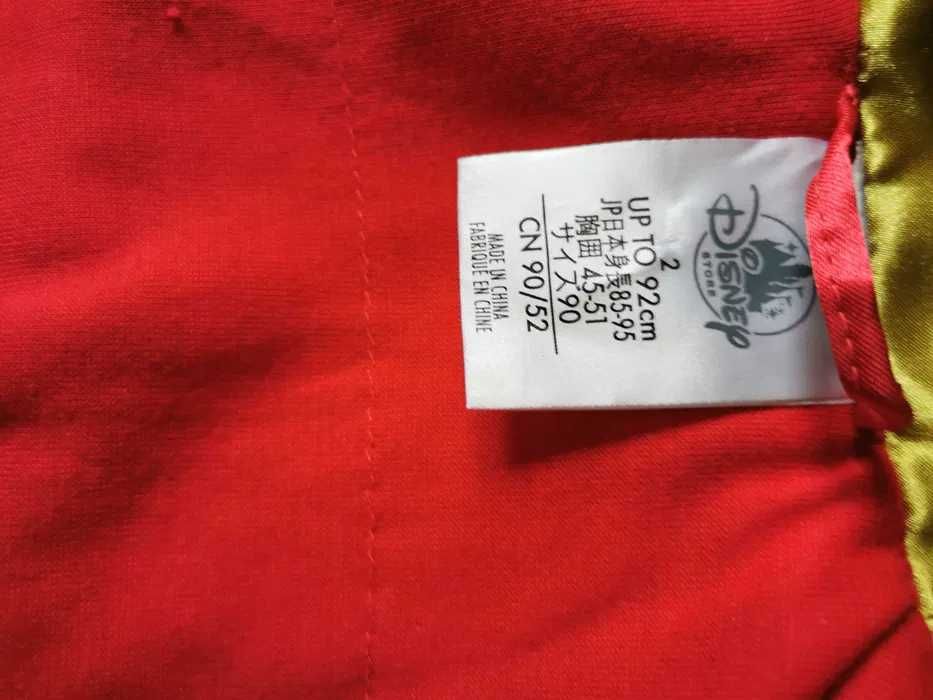 Disney
STORE
2
UP TO 92cm
JP日本身長85-95
胸囲 45-51
サイズ90
CN 90/52
MADE IN CHINA
FABRIQUÉ EN CHINE